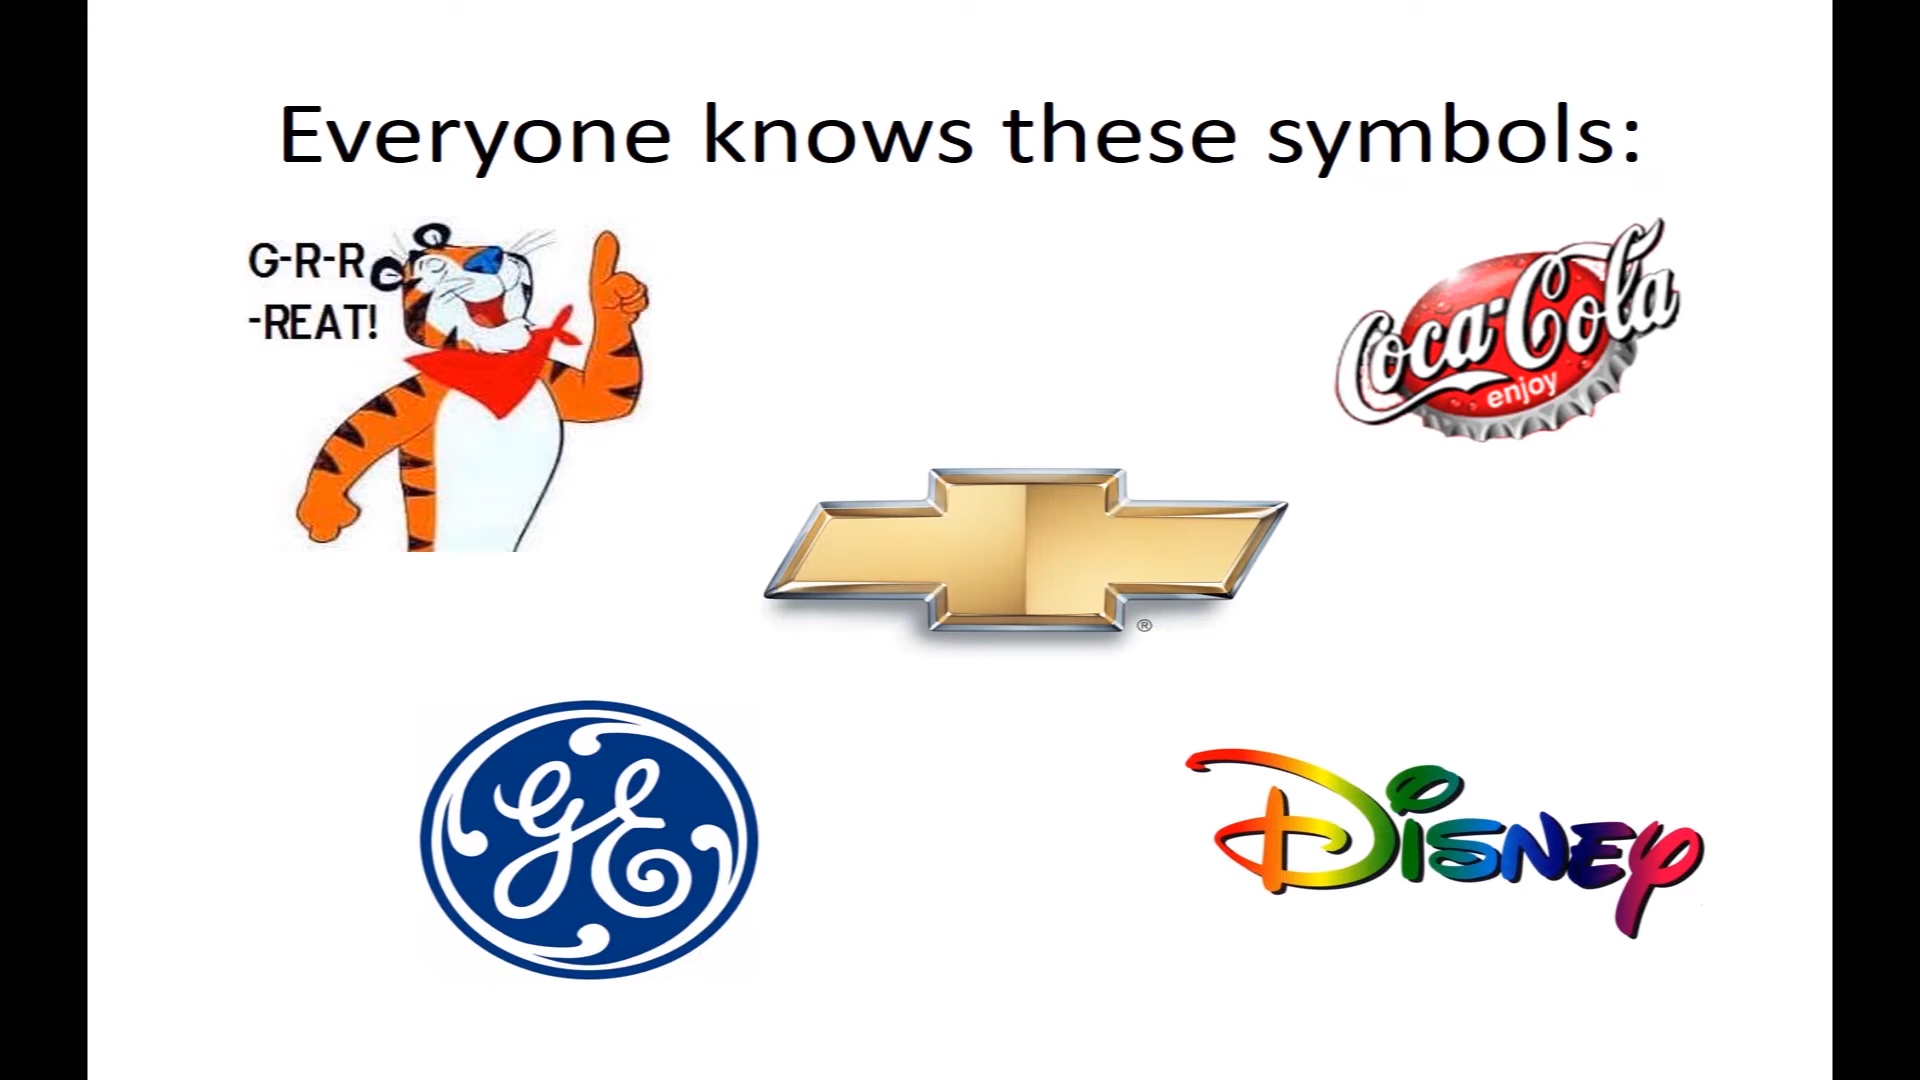 Everyone knows these symbols:
G-R-R
-REAT!
Coca-Cola
enjoy
®
GE
Disney